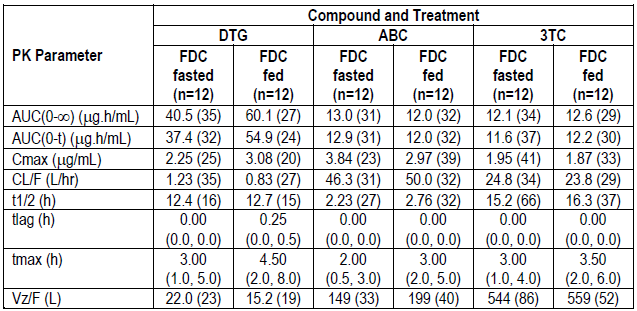 PK Parameter Compound and Treatment
DTG ABC 3TC
FDC fasted (n=12) FDC fed (n=12) FDC fasted (n=12) FDC fed (n=12) FDC fasted (n=12) FDC fed (n=12)
AUC(0-∞) (μg.h/mL) 40.5 (35) 60.1 (27) 13.0 (31) 12.0 (32) 12.1 (34) 12.6 (29)
AUC(0-t) (μg.h/mL) 37.4 (32) 54.9 (24) 12.9 (31) 12.0 (32) 11.6 (37) 12.2 (30)
Cmax (μg/mL) 2.25 (25) 3.08 (20) 3.84 (23) 2.97 (39) 1.95 (41) 1.87 (33)
CL/F (L/hr) 1.23 (35) 0.83 (27) 46.3 (31) 50.0 (32) 24.8 (34) 23.8 (29)
t1/2 (h) 12.4 (16) 12.7 (15) 2.23 (27) 2.76 (32) 15.2 (66) 16.3 (37)
tlag (h) 0.00 0.25 0.00 0.00 0.00 0.00
(0.0, 0.0) (0.0, 0.5) (0.0, 0.0) (0.0, 0.0) (0.0, 0.0) (0.0, 0.0)
tmax (h) 3.00 4.50 2.00 3.00 3.00 3.50
(1.0, 5.0) (2.0, 8.0) (0.5, 3.0) (2.0, 5.0) (1.0, 4.0) (2.0, 6.0)
Vz/F (L) 22.0 (23) 15.2 (19) 149 (33) 199 (40) 544 (86) 559 (52)